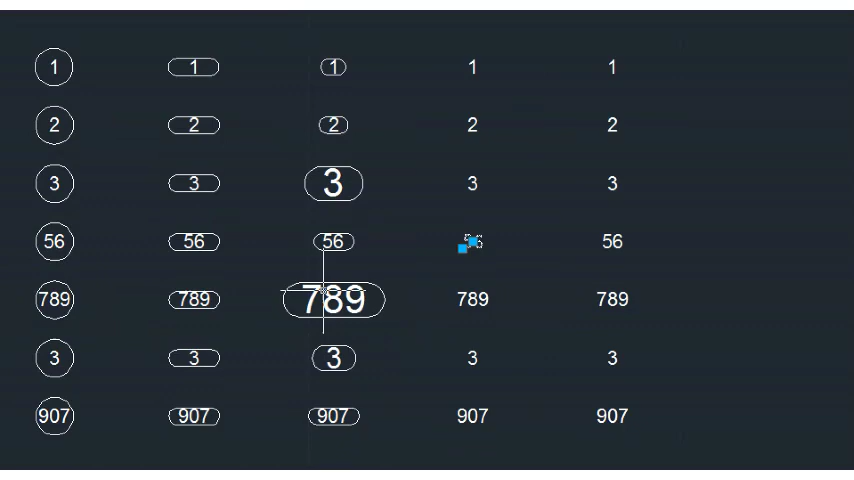 1 1 1 1 1
2 2 2 2 2
3 3 3 3 3
56 56 56 56
789 789 789 789 789
3 3 3 3 3
907 907 907 907 907